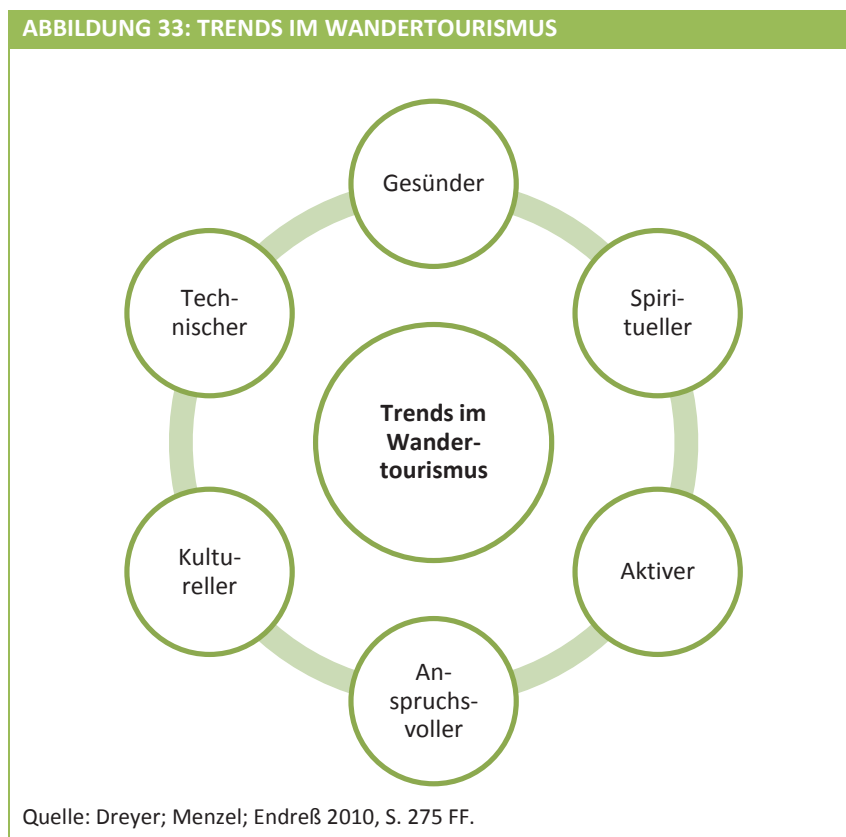 ABBILDUNG 33: TRENDS IM WANDERTOURISMUS
Gesünder
Tech-
nischer
Spiri-
tueller
Trends im
Wander-
tourismus
Kultu-
reller
Aktiver
An-
spruchs-
voller
Quelle: Dreyer; Menzel; Endreß 2010, S. 275 FF.